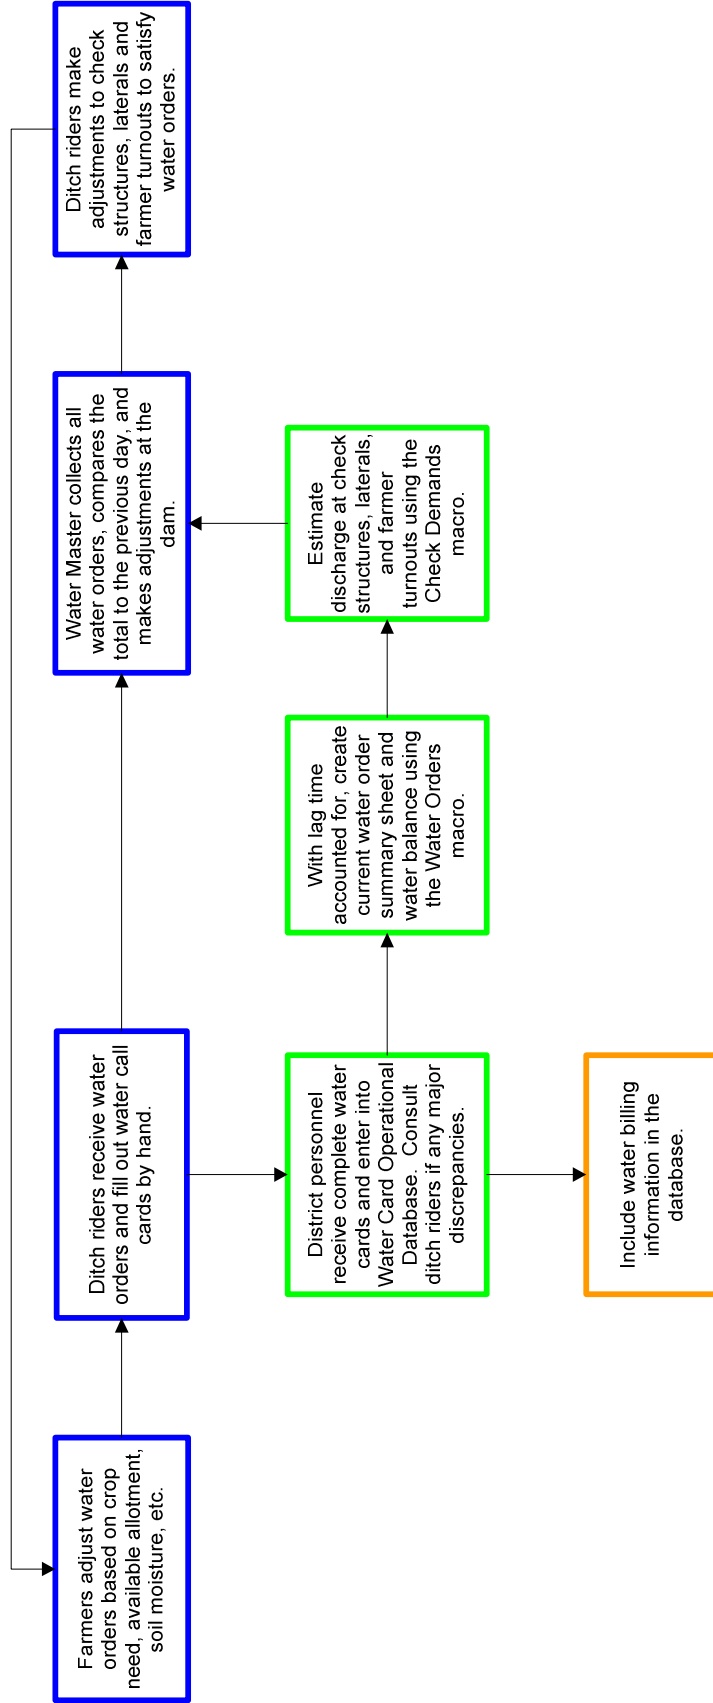 Farmers adjust water
orders based on crop
need, available allotment,
soil moisture, etc.
Ditch riders receive water
orders and fill out water call
cards by hand.
Water Master collects all
water orders, compares the
total to the previous day, and
makes adjustments at the
dam.
Ditch riders make
adjustments to check
structures, laterals and
farmer turnouts to satisfy
water orders.
District personnel
receive complete water
cards and enter into
Water Card Operational
Database.  Consult
ditch riders if any major
discrepancies.
With lag time
accounted for, create
current water order
summary sheet and
water balance using
the Water Orders
macro.
Estimate
discharge at check
structures, laterals,
and farmer
turnouts using the
Check Demands
macro.
Include water billing
information in the
database.